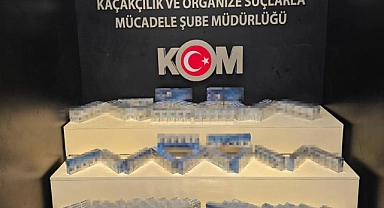 KAÇAKÇILIK VE ORGANİZE SUÇLARLA
MÜCADELE ŞUBE MÜDÜRLÜĞÜ
KOM